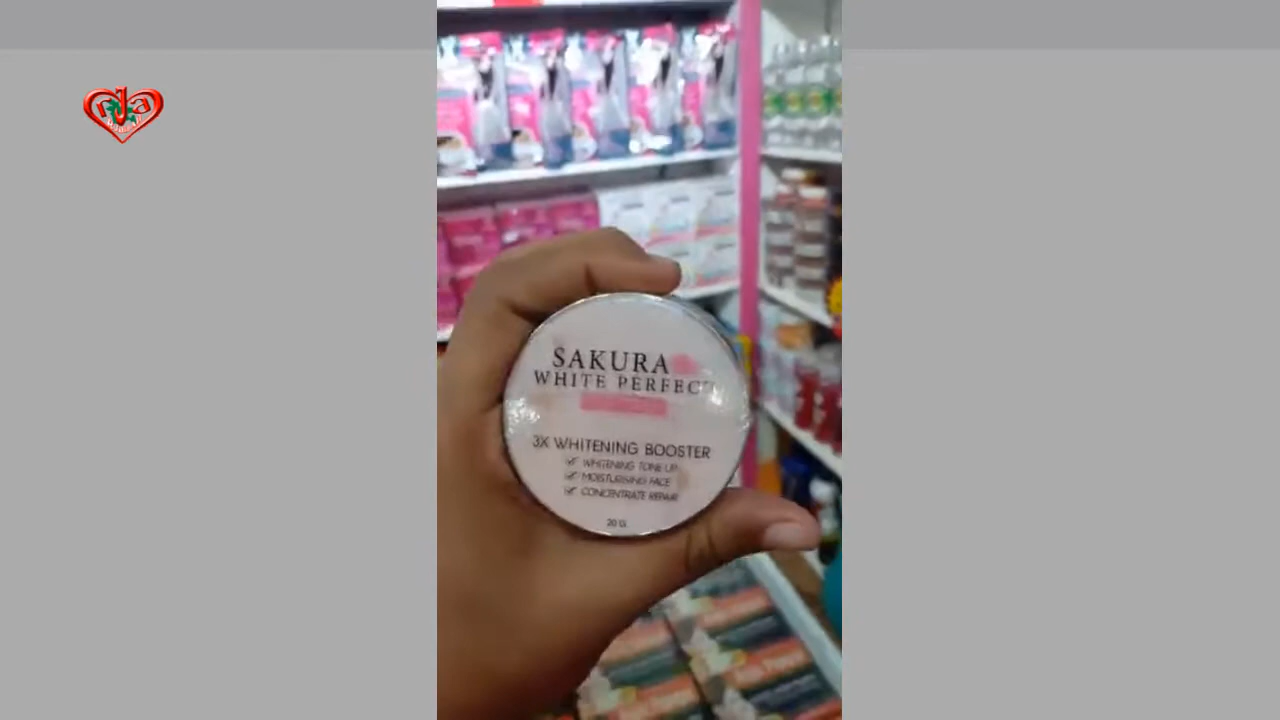 SAKURA
WHITE PERFECT
3X WHITENING BOOSTER
WHITENING TONE UP
MOISTURISING FACE
CONCENTRATE REPAIR